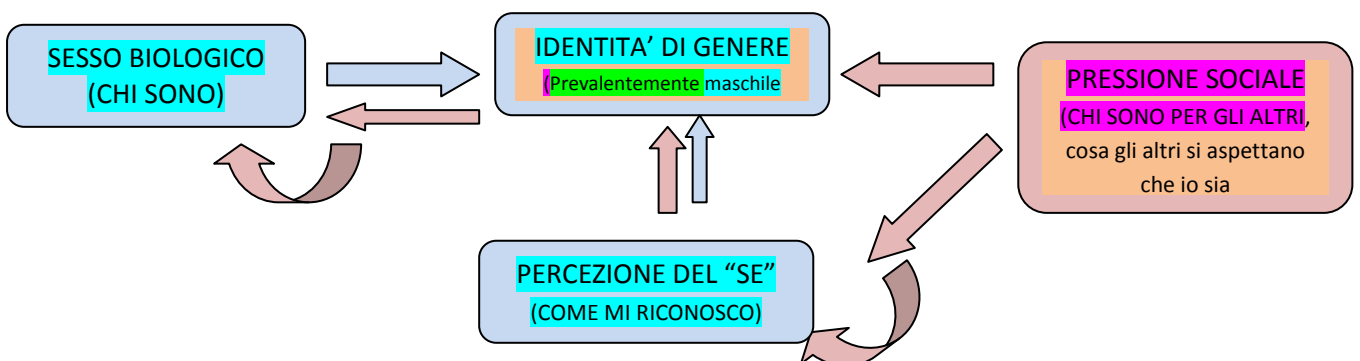 SESSO BIOLOGICO
(CHI SONO)
IDENTITA’ DI GENERE
(Prevalentemente maschile
PRESSIONE SOCIALE
(CHI SONO PER GLI ALTRI,
cosa gli altri si aspettano
che io sia
PERCEZIONE DEL “SE”
(COME MI RICONOSCO)